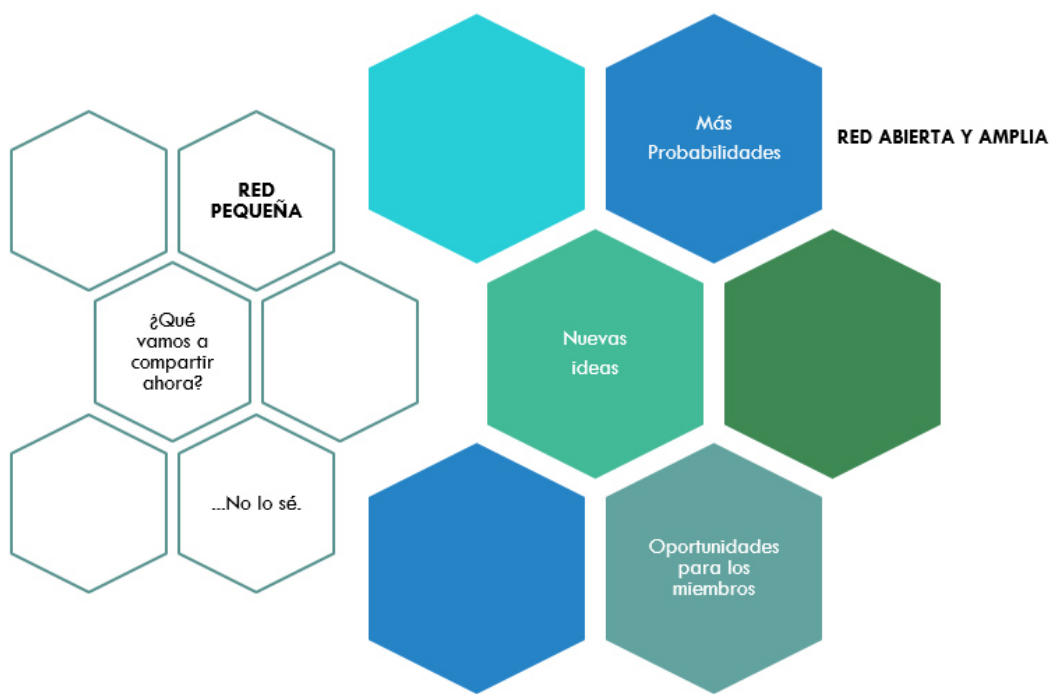 RED
PEQUEÑA
¿Qué
vamos a
compartir
ahora?
...No lo sé.
Más
Probabilidades
RED ABIERTA Y AMPLIA
Nuevas
ideas
Oportunidades
para los
miembros